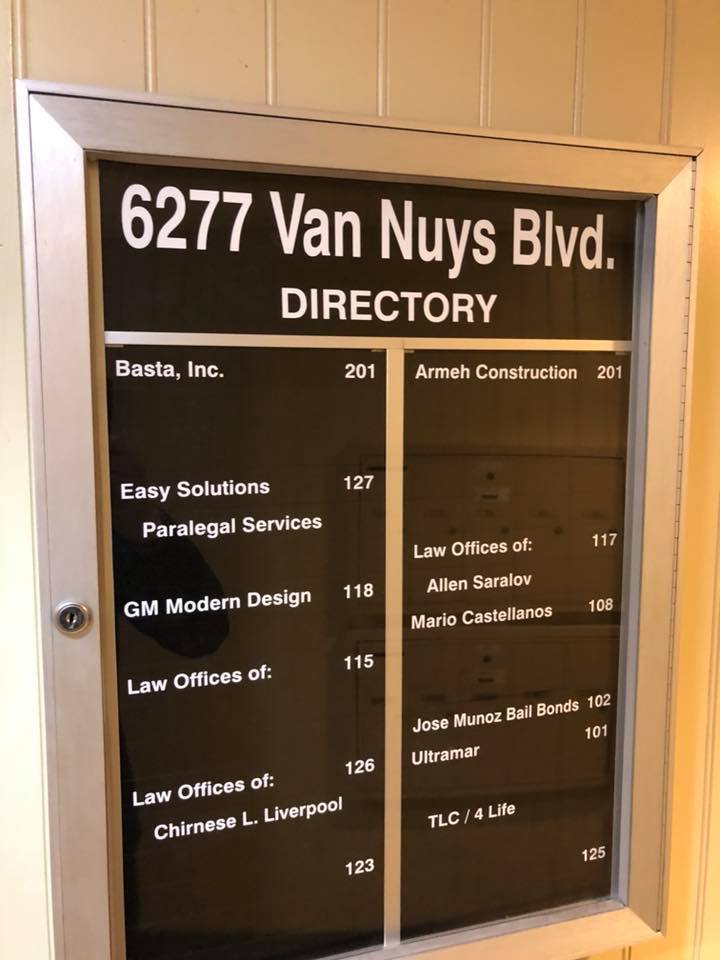 6277 Van Nuys Blvd.
DIRECTORY
Basta, Inc. 201
Easy Solutions 127
Paralegal Services
GM Modern Design 118
Law Offices of: 115
Law Offices of: 126
Chirnese L. Liverpool
123
Armeh Construction 201
Law Offices of: 117
Allen Saralov
Mario Castellanos 108
Jose Munoz Bail Bonds 102
Ultramar 101
TLC / 4 Life
125